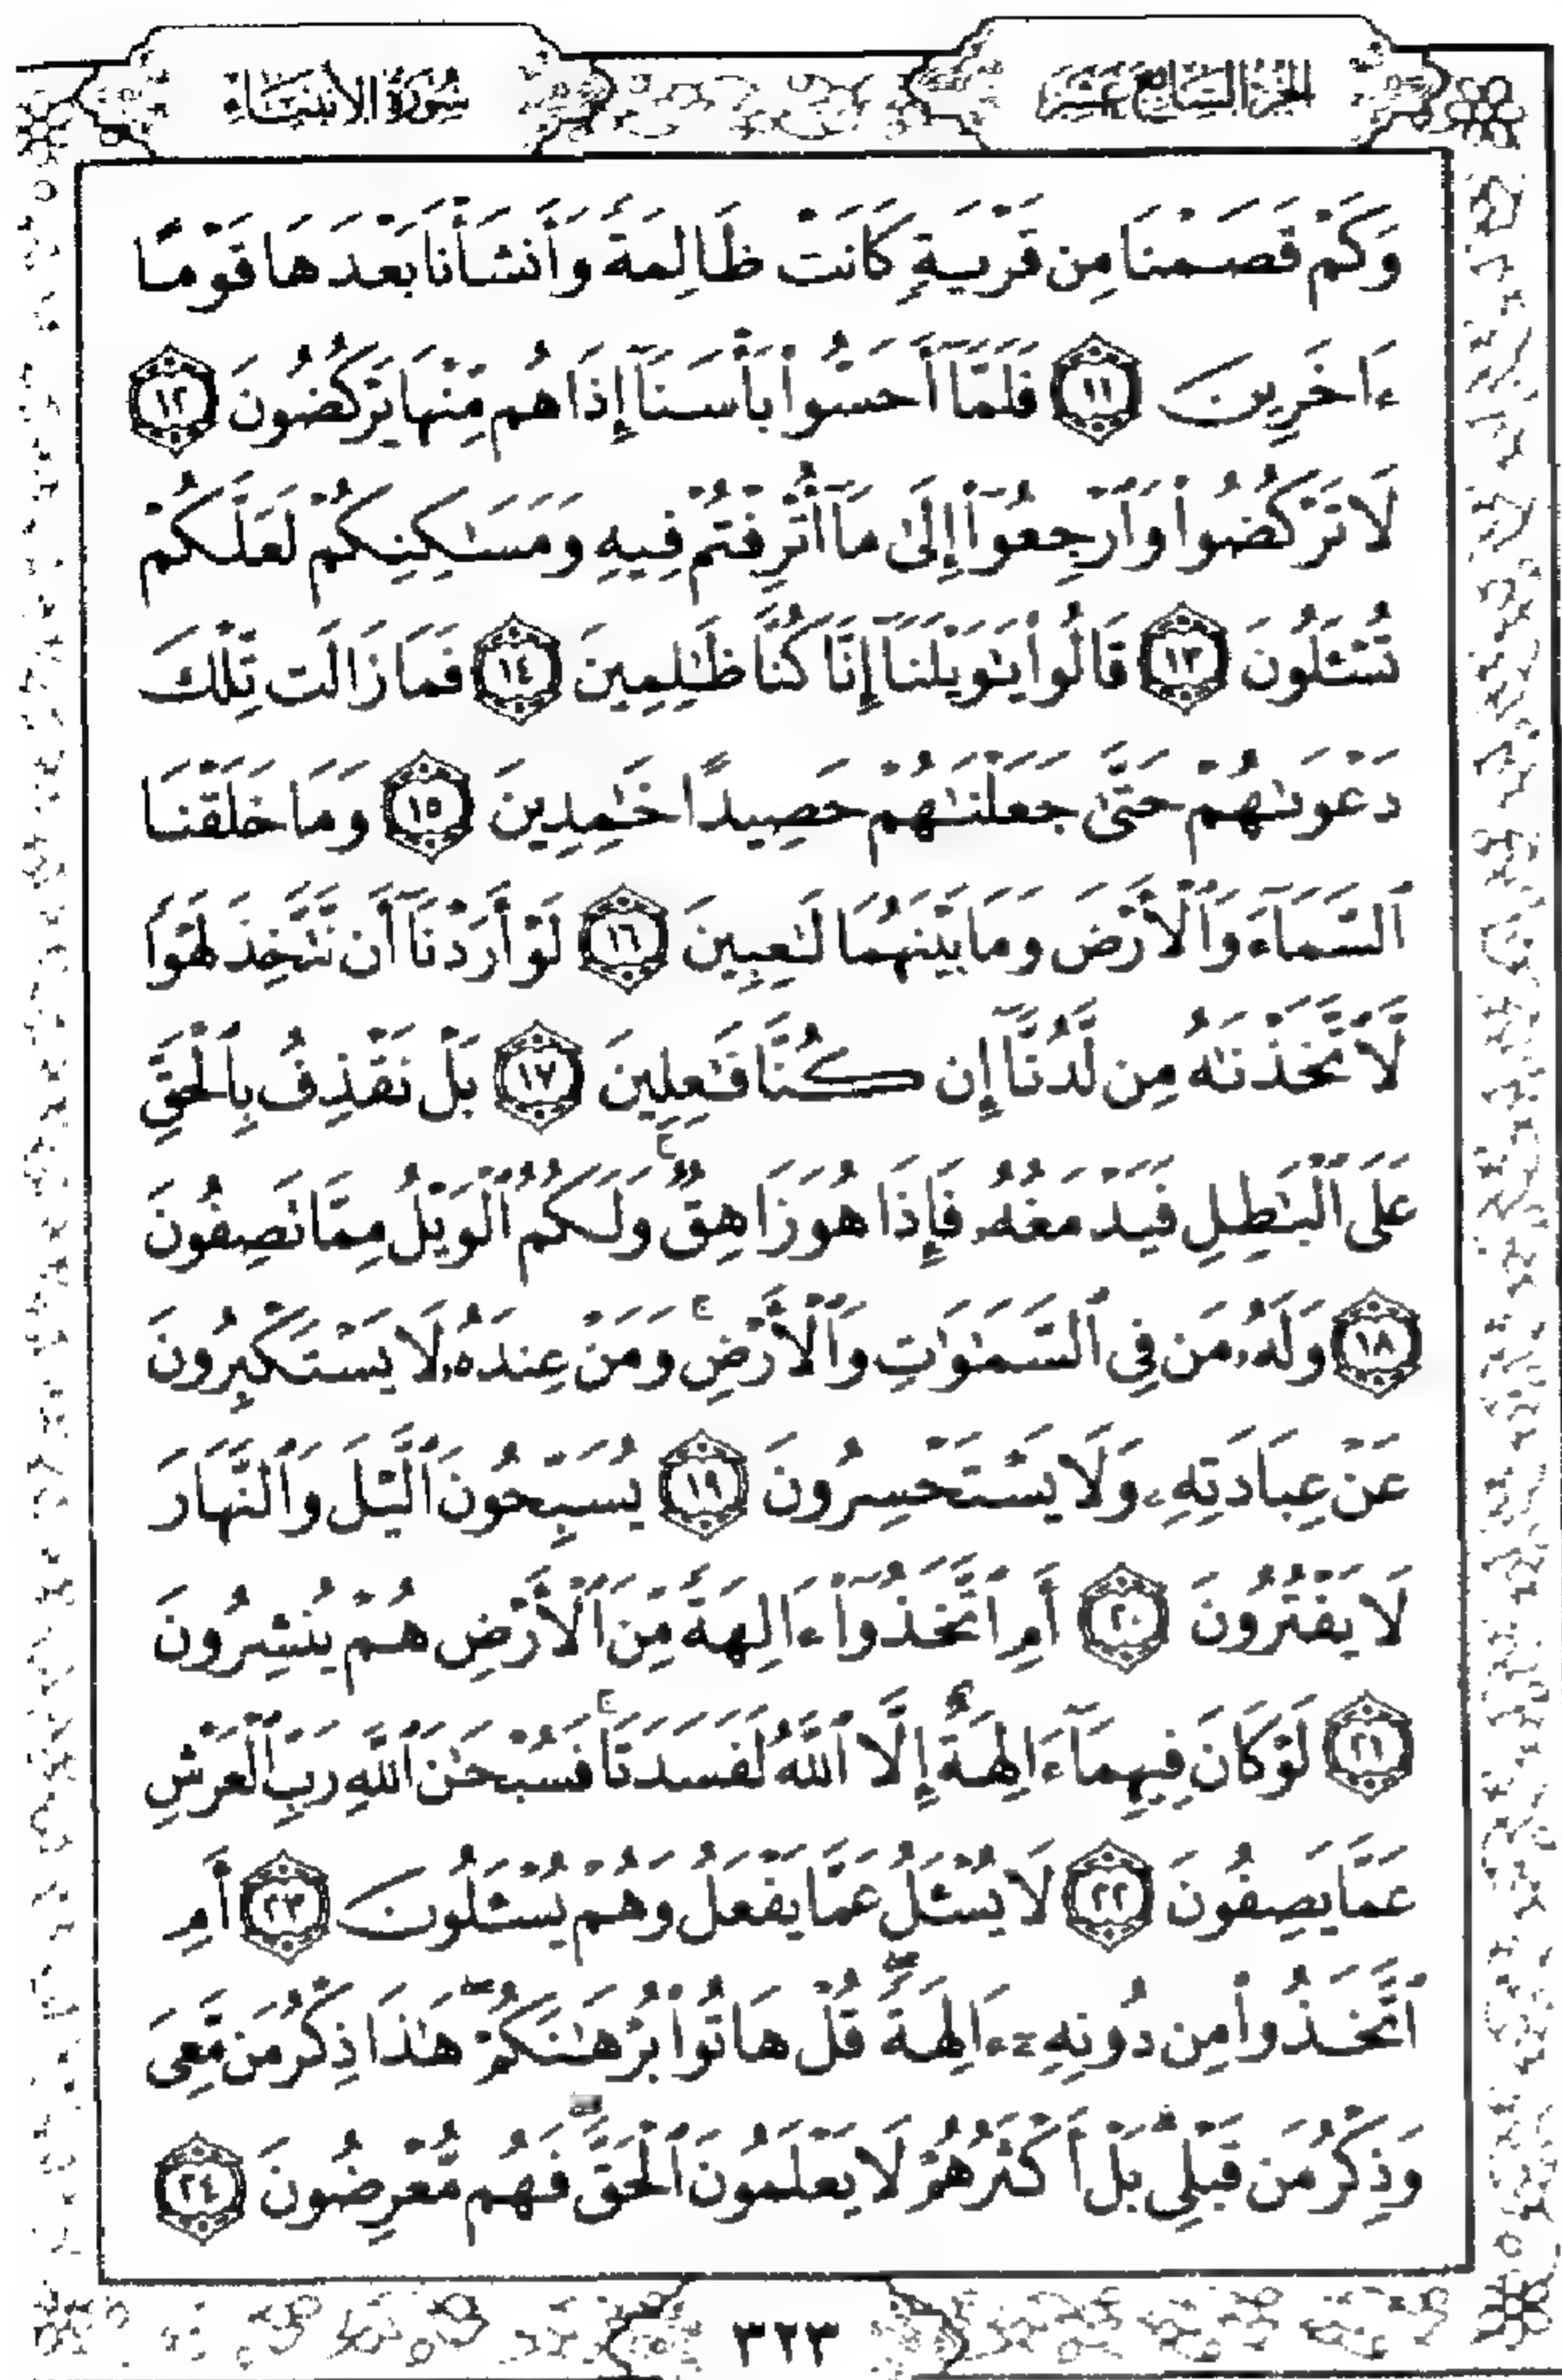 الجزء السابع عشر
سورة الأنبياء
وَكَمْ قَصَمْنَا مِن قَرْيَةٍ كَانَتْ ظَالِمَةً وَأَنشَأْنَا بَعْدَهَا قَوْمًا
ءَاخَرِينَ ١١ فَلَمَّآ أَحَسُّوا۟ بَأْسَنَآ إِذَا هُم مِّنْهَا يَرْكُضُونَ ١٢
لَا تَرْكُضُوا۟ وَٱرْجِعُوٓا۟ إِلَىٰ مَآ أُتْرِفْتُمْ فِيهِ وَمَسَـٰكِنِكُمْ لَعَلَّكُمْ
تُسْـَٔلُونَ ١٣ قَالُوا۟ يَـٰوَيْلَنَآ إِنَّا كُنَّا ظَـٰلِمِينَ ١٤ فَمَا زَالَت تِّلْكَ
دَعْوَىٰهُمْ حَتَّىٰ جَعَلْنَـٰهُمْ حَصِيدًا خَـٰمِدِينَ ١٥ وَمَا خَلَقْنَا
ٱلسَّمَآءَ وَٱلْأَرْضَ وَمَا بَيْنَهُمَا لَـٰعِبِينَ ١٦ لَوْ أَرَدْنَآ أَن نَّتَّخِذَ لَهْوًا
لَّٱتَّخَذْنَـٰهُ مِن لَّدُنَّآ إِن كُنَّا فَـٰعِلِينَ ١٧ بَلْ نَقْذِفُ بِٱلْحَقِّ
عَلَى ٱلْبَـٰطِلِ فَيَدْمَغُهُۥ فَإِذَا هُوَ زَاهِقٌ ۚ وَلَكُمُ ٱلْوَيْلُ مِمَّا تَصِفُونَ
١٨ وَلَهُۥ مَن فِى ٱلسَّمَـٰوَٰتِ وَٱلْأَرْضِ ۚ وَمَنْ عِندَهُۥ لَا يَسْتَكْبِرُونَ
عَنْ عِبَادَتِهِۦ وَلَا يَسْتَحْسِرُونَ ١٩ يُسَبِّحُونَ ٱلَّيْلَ وَٱلنَّهَارَ
لَا يَفْتُرُونَ ٢٠ أَمِ ٱتَّخَذُوٓا۟ ءَالِهَةً مِّنَ ٱلْأَرْضِ هُمْ يُنشِرُونَ
٢١ لَوْ كَانَ فِيهِمَآ ءَالِهَةٌ إِلَّا ٱللَّهُ لَفَسَدَتَا ۚ فَسُبْحَـٰنَ ٱللَّهِ رَبِّ ٱلْعَرْشِ
عَمَّا يَصِفُونَ ٢٢ لَا يُسْـَٔلُ عَمَّا يَفْعَلُ وَهُمْ يُسْـَٔلُونَ ٢٣ أَمِ
ٱتَّخَذُوا۟ مِن دُونِهِۦٓ ءَالِهَةً ۖ قُلْ هَاتُوا۟ بُرْهَـٰنَكُمْ ۖ هَـٰذَا ذِكْرُ مَن مَّعِىَ
وَذِكْرُ مَن قَبْلِى ۗ بَلْ أَكْثَرُهُمْ لَا يَعْلَمُونَ ٱلْحَقَّ ۖ فَهُم مُّعْرِضُونَ ٢٤
٣٢٣